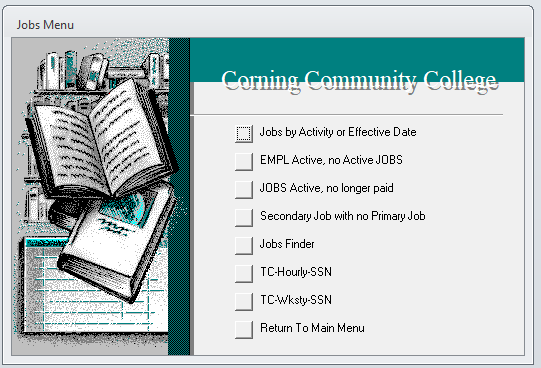 Jobs Menu
Corning Community College
Jobs by Activity or Effective Date
EMPL Active, no Active JOBS
JOBS Active, no longer paid
Secondary Job with no Primary Job
Jobs Finder
TC-Hourly-SSN
TC-Wksty-SSN
Return To Main Menu